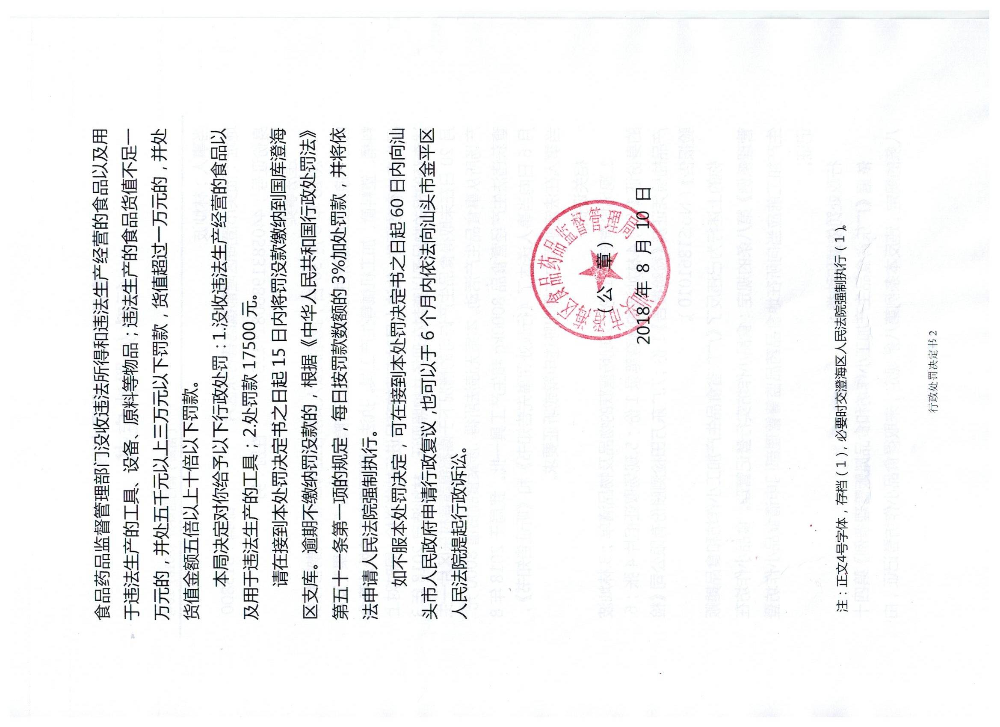 食品药品监督管理部门没收违法所得和违法生产经营的食品以及用
于违法生产的工具、设备、原料等物品；违法生产的食品货值不足一
万元的，并处五千元以上三万元以下罚款，货值超过一万元的，并处
货值金额五倍以上十倍以下罚款。
本局决定对你给予以下行政处罚：1.没收违法生产经营的食品以
及用于违法生产的工具；2.处罚款 17500 元。
请在接到本处罚决定书之日起 15 日内将罚没款缴纳到国库澄海
区支库。逾期不缴纳罚没款的，根据《中华人民共和国行政处罚法》
第五十一条第一项的规定，每日按罚款数额的 3%加处罚款，并将依
法申请人民法院强制执行。
如不服本处罚决定，可在接到本处罚决定书之日起 60 日内向汕
头市人民政府申请行政复议，也可以于 6 个月内依法向汕头市金平区
人民法院提起行政诉讼。
汕头市澄海区食品药品监督管理局
（公 章）
2018 年 8 月 10 日
注：正文4号字体，存档（1），必要时交澄海区人民法院强制执行（1）。
行政处罚决定书 2